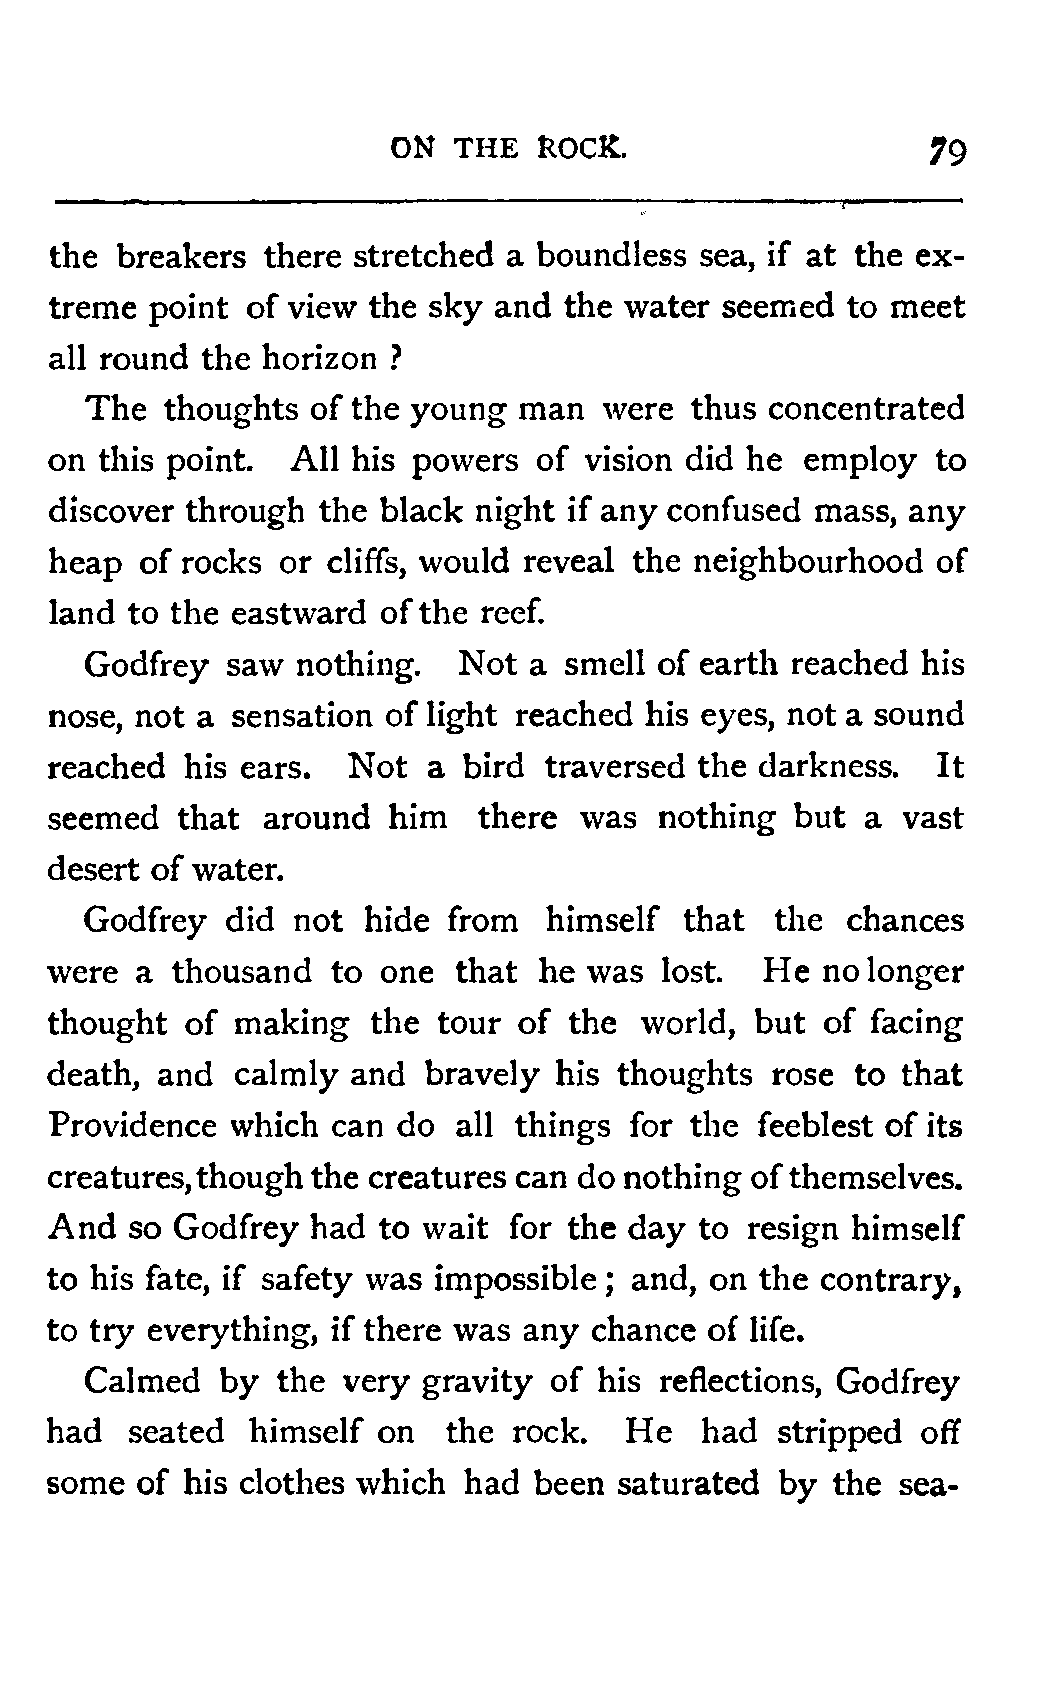 ON THE ROCK. 79
the breakers there stretched a boundless sea, if at the ex-
treme point of view the sky and the water seemed to meet
all round the horizon ?
The thoughts of the young man were thus concentrated
on this point. All his powers of vision did he employ to
discover through the black night if any confused mass, any
heap of rocks or cliffs, would reveal the neighbourhood of
land to the eastward of the reef.
Godfrey saw nothing. Not a smell of earth reached his
nose, not a sensation of light reached his eyes, not a sound
reached his ears. Not a bird traversed the darkness. It
seemed that around him there was nothing but a vast
desert of water.
Godfrey did not hide from himself that the chances
were a thousand to one that he was lost. He no longer
thought of making the tour of the world, but of facing
death, and calmly and bravely his thoughts rose to that
Providence which can do all things for the feeblest of its
creatures, though the creatures can do nothing of themselves.
And so Godfrey had to wait for the day to resign himself
to his fate, if safety was impossible ; and, on the contrary,
to try everything, if there was any chance of life.
Calmed by the very gravity of his reflections, Godfrey
had seated himself on the rock. He had stripped off
some of his clothes which had been saturated by the sea-